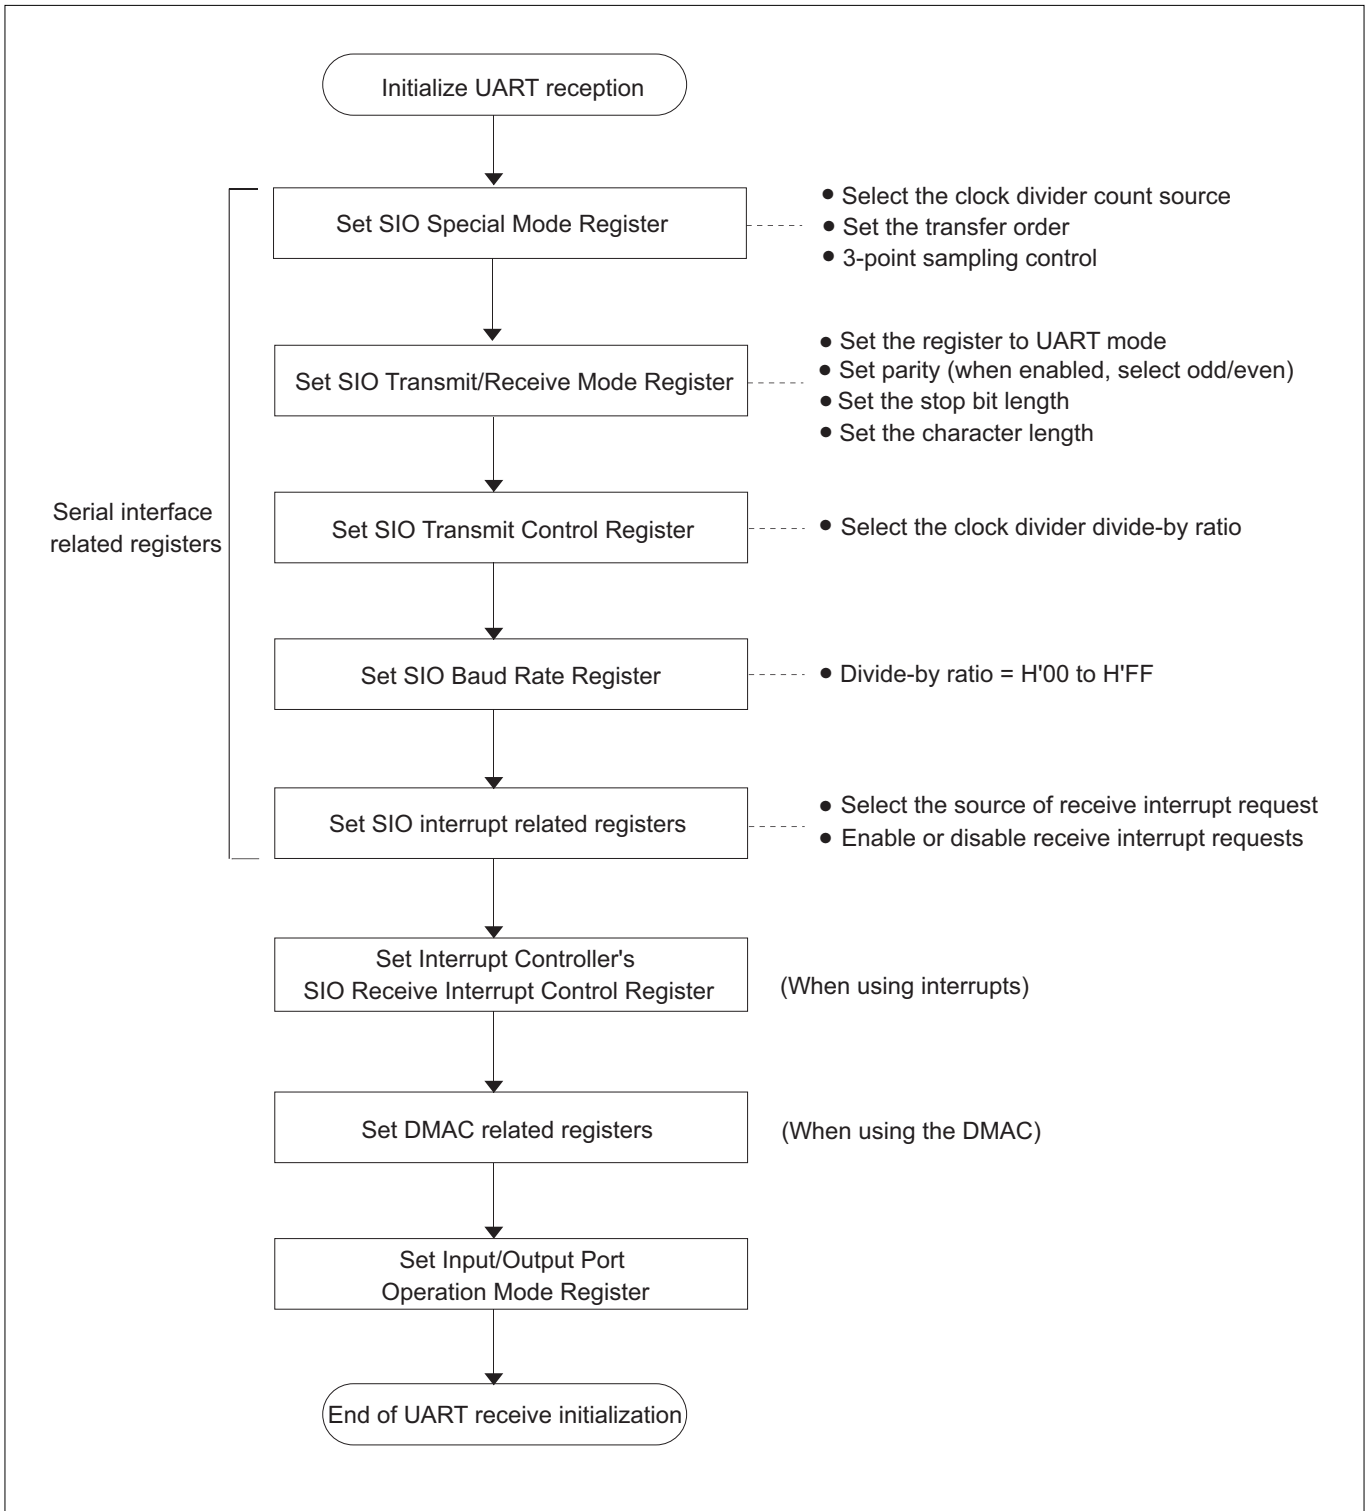 Initialize UART reception
Set SIO Special Mode Register
● Select the clock divider count source
● Set the transfer order
● 3-point sampling control
Set SIO Transmit/Receive Mode Register
● Set the register to UART mode
● Set parity (when enabled, select odd/even)
● Set the stop bit length
● Set the character length
Serial interface
related registers
Set SIO Transmit Control Register
● Select the clock divider divide-by ratio
Set SIO Baud Rate Register
● Divide-by ratio = H'00 to H'FF
Set SIO interrupt related registers
● Select the source of receive interrupt request
● Enable or disable receive interrupt requests
Set Interrupt Controller's
SIO Receive Interrupt Control Register
(When using interrupts)
Set DMAC related registers
(When using the DMAC)
Set Input/Output Port
Operation Mode Register
End of UART receive initialization